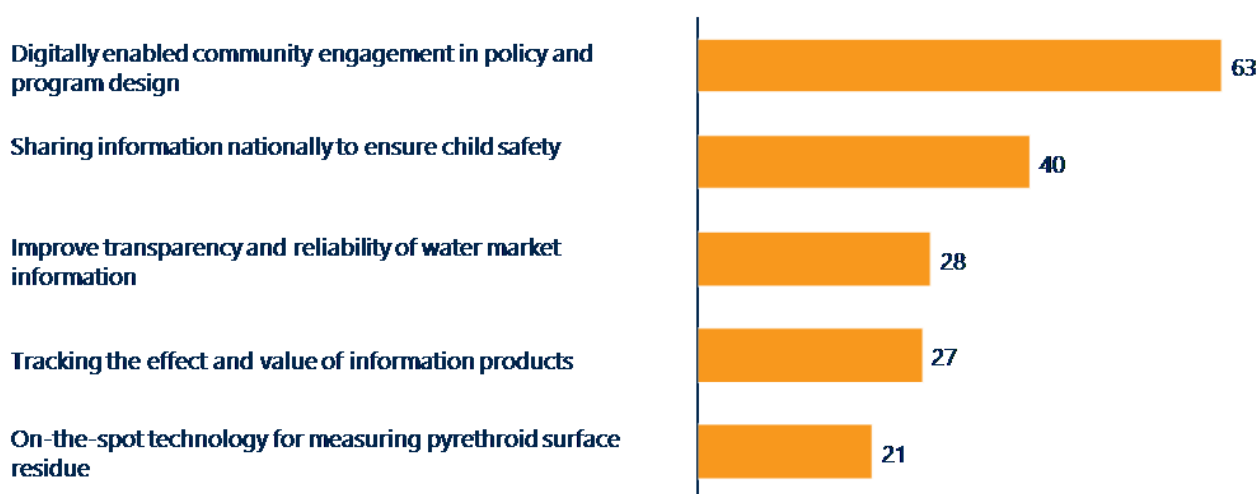 Digitally enabled community engagement in policy and
program design
63
Sharing information nationally to ensure child safety
40
Improve transparency and reliability of water market
information
28
Tracking the effect and value of information products
27
On-the-spot technology for measuring pyrethroid surface
residue
21